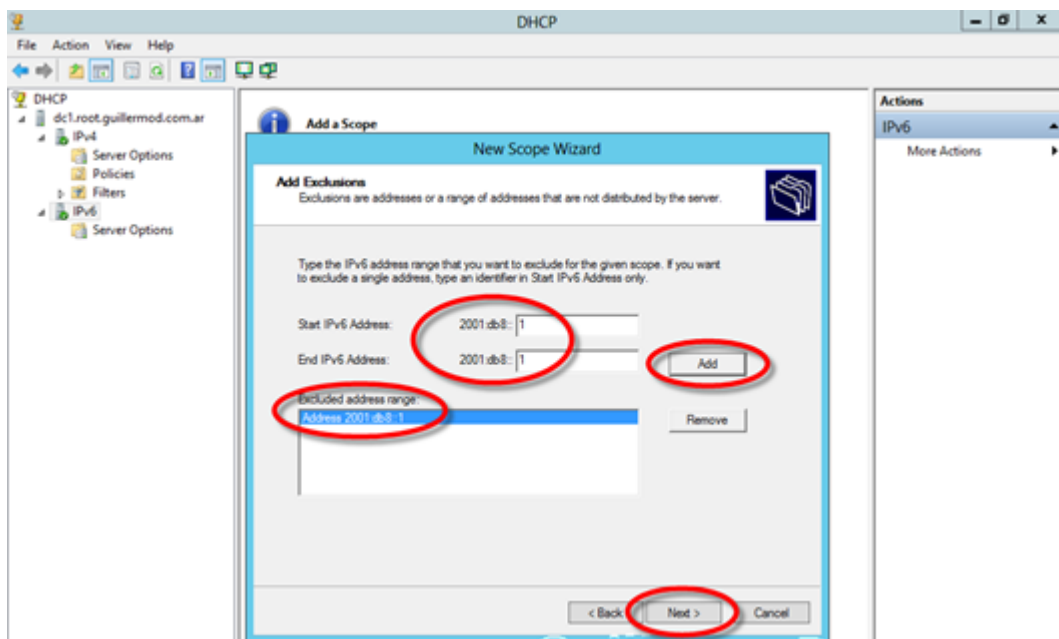 DHCP
File Action View Help
DHCP
dc1.root.guillermod.com.ar
IPv4
Server Options
Policies
Filters
IPv6
Server Options
Add a Scope
New Scope Wizard
Add Exclusions
Exclusions are addresses or a range of addresses that are not distributed by the server.
Type the IPv6 address range that you want to exclude for the given scope. If you want
to exclude a single address, type an identifier in Start IPv6 Address only.
Start IPv6 Address: 2001:db8:: 1
End IPv6 Address: 2001:db8:: 1
Add
Excluded address range:
Address 2001:db8::1
Remove
< Back Next > Cancel
Actions
IPv6
More Actions